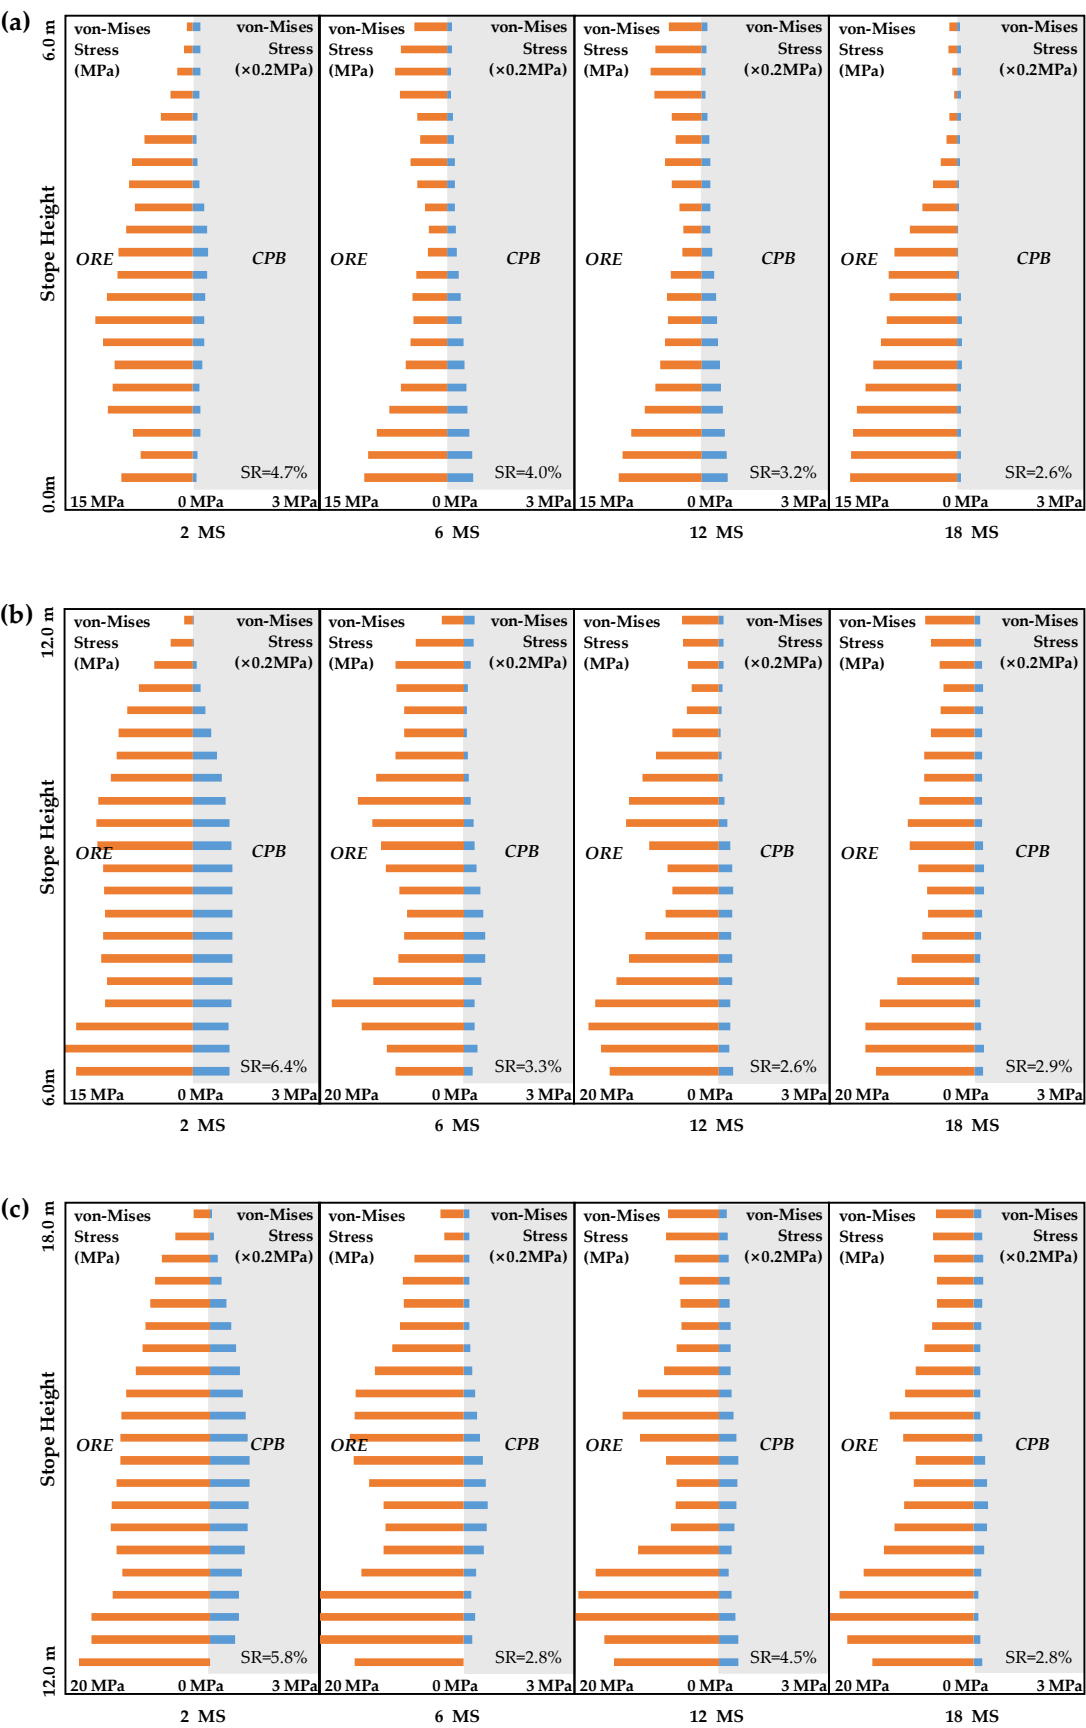 (a)
6.0 m
Stope Height
0.0m
von-Mises
Stress
(MPa)
von-Mises
Stress
(×0.2MPa)
ORE
CPB
SR=4.7%
15 MPa
0 MPa
3 MPa
2 MS
von-Mises
Stress
(MPa)
von-Mises
Stress
(×0.2MPa)
ORE
CPB
SR=4.0%
15 MPa
0 MPa
3 MPa
6 MS
von-Mises
Stress
(MPa)
von-Mises
Stress
(×0.2MPa)
ORE
CPB
SR=3.2%
15 MPa
0 MPa
3 MPa
12 MS
von-Mises
Stress
(MPa)
von-Mises
Stress
(×0.2MPa)
ORE
CPB
SR=2.6%
15 MPa
0 MPa
3 MPa
18 MS
(b)
12.0 m
Stope Height
6.0m
von-Mises
Stress
(MPa)
von-Mises
Stress
(×0.2MPa)
ORE
CPB
SR=6.4%
15 MPa
0 MPa
3 MPa
2 MS
von-Mises
Stress
(MPa)
von-Mises
Stress
(×0.2MPa)
ORE
CPB
SR=3.3%
20 MPa
0 MPa
3 MPa
6 MS
von-Mises
Stress
(MPa)
von-Mises
Stress
(×0.2MPa)
ORE
CPB
SR=2.6%
20 MPa
0 MPa
3 MPa
12 MS
von-Mises
Stress
(MPa)
von-Mises
Stress
(×0.2MPa)
ORE
CPB
SR=2.9%
20 MPa
0 MPa
3 MPa
18 MS
(c)
18.0 m
Stope Height
12.0 m
von-Mises
Stress
(MPa)
von-Mises
Stress
(×0.2MPa)
ORE
CPB
SR=5.8%
20 MPa
0 MPa
3 MPa
2 MS
von-Mises
Stress
(MPa)
von-Mises
Stress
(×0.2MPa)
ORE
CPB
SR=2.8%
20 MPa
0 MPa
3 MPa
6 MS
von-Mises
Stress
(MPa)
von-Mises
Stress
(×0.2MPa)
ORE
CPB
SR=4.5%
20 MPa
0 MPa
3 MPa
12 MS
von-Mises
Stress
(MPa)
von-Mises
Stress
(×0.2MPa)
ORE
CPB
SR=2.8%
20 MPa
0 MPa
3 MPa
18 MS